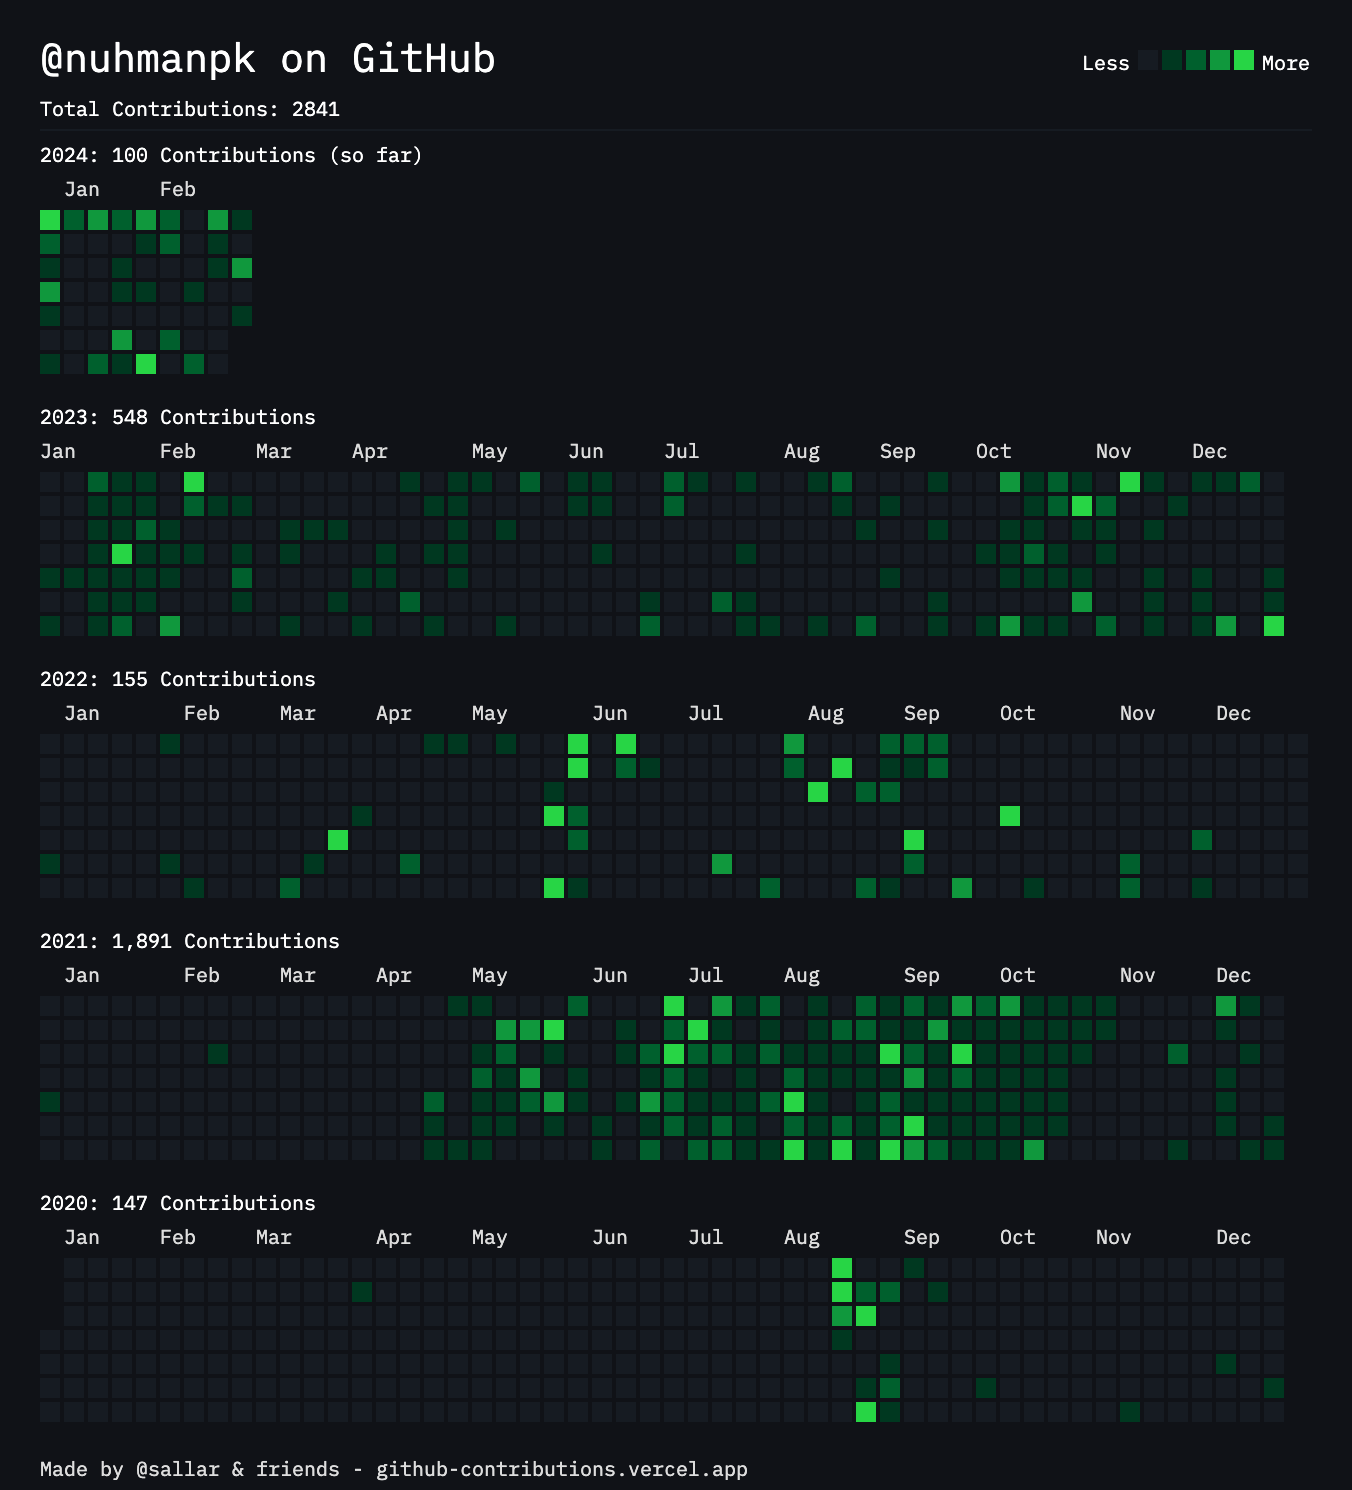 @nuhmanpk on GitHub
Less More
Total Contributions: 2841
2024: 100 Contributions (so far)
Jan Feb
2023: 548 Contributions
Jan Feb Mar Apr May Jun Jul Aug Sep Oct Nov Dec
2022: 155 Contributions
Jan Feb Mar Apr May Jun Jul Aug Sep Oct Nov Dec
2021: 1,891 Contributions
Jan Feb Mar Apr May Jun Jul Aug Sep Oct Nov Dec
2020: 147 Contributions
Jan Feb Mar Apr May Jun Jul Aug Sep Oct Nov Dec
Made by @sallar & friends - github-contributions.vercel.app